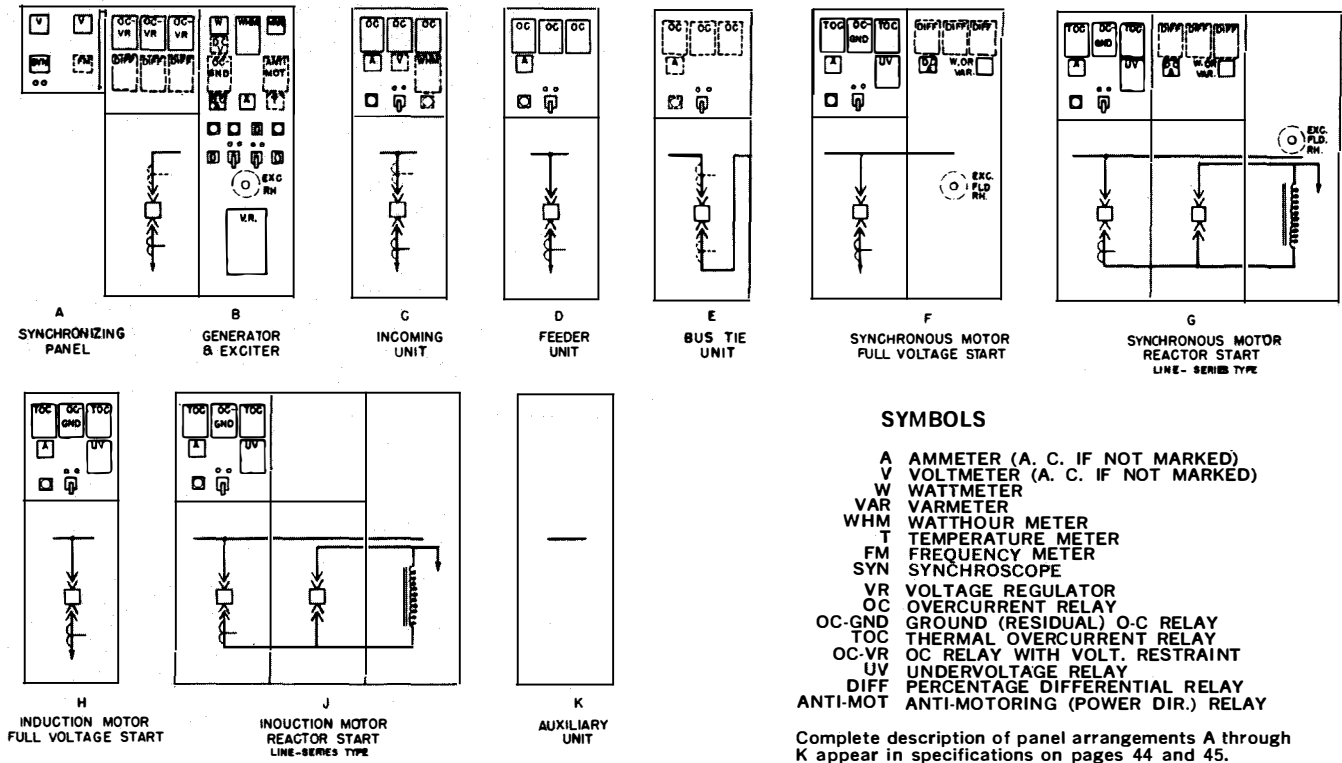 V V OC-VR OC-VR OC-VR W WHM VAR
SYN FM DIFF DIFF DIFF DC V OC-GND ANTI MOT
A T
EXC RH
V.R.
A
SYNCHRONIZING
PANEL
B
GENERATOR
& EXCITER
OC OC OC
A V WHM
C
INCOMING
UNIT
OC OC OC
A
D
FEEDER
UNIT
OC OC OC
A
E
BUS TIE
UNIT
TOC OC-GND TOC DIFF DIFF DIFF
A UV DC A W.OR VAR.
EXC.
FLD
RH.
F
SYNCHRONOUS MOTOR
FULL VOLTAGE START
TOC OC-GND TOC DIFF DIFF DIFF
A UV DC A W.OR VAR.
EXC.
FLD.
RH.
G
SYNCHRONOUS MOTOR
REACTOR START
LINE- SERIES TYPE
TOC OC-GND TOC
A UV
H
INDUCTION MOTOR
FULL VOLTAGE START
TOC OC-GND TOC
A UV
J
INOUCTION MOTOR
REACTOR START
LINE-SERIES TYPE
K
AUXILIARY
UNIT
SYMBOLS
A AMMETER (A. C. IF NOT MARKED)
V VOLTMETER (A. C. IF NOT MARKED)
W WATTMETER
VAR VARMETER
WHM WATTHOUR METER
T TEMPERATURE METER
FM FREQUENCY METER
SYN SYNCHROSCOPE
VR VOLTAGE REGULATOR
OC OVERCURRENT RELAY
OC-GND GROUND (RESIDUAL) O-C RELAY
TOC THERMAL OVERCURRENT RELAY
OC-VR OC RELAY WITH VOLT. RESTRAINT
UV UNDERVOLTAGE RELAY
DIFF PERCENTAGE DIFFERENTIAL RELAY
ANTI-MOT ANTI-MOTORING (POWER DIR.) RELAY
Complete description of panel arrangements A through
K appear in specifications on pages 44 and 45.